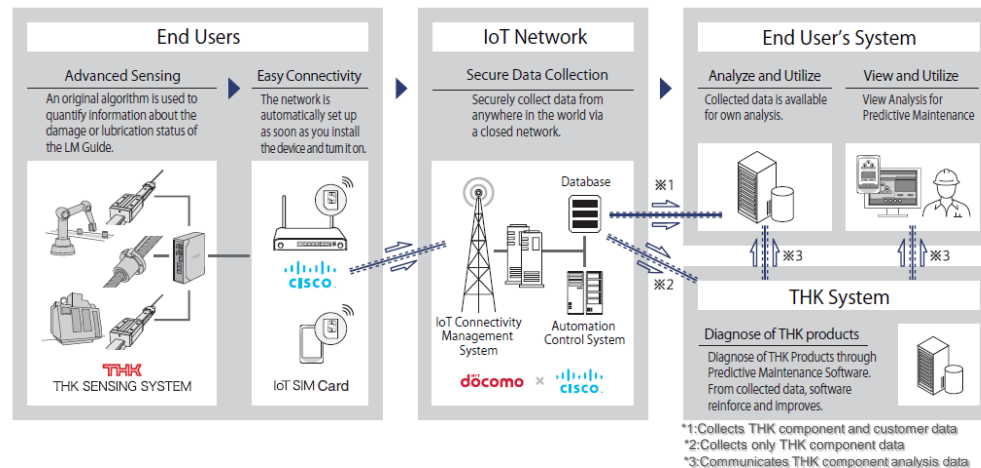 End Users
Advanced Sensing
An original algorithm is used to
quantify information about the
damage or lubrication status of
the LM Guide.
THK
THK SENSING SYSTEM
Easy Connectivity
The network is
automatically set up
as soon as you install
the device and turn it on.
CISCO
IoT SIM Card
IoT Network
Secure Data Collection
Securely collect data from
anywhere in the world via
a closed network.
Database
IoT Connectivity
Management
System
Automation
Control System
NTT
döcomo × CISCO
※1
※2
End User's System
Analyze and Utilize
Collected data is available
for own analysis.
View and Utilize
View Analysis for
Predictive Maintenance
※3
※3
THK System
Diagnose of THK products
Diagnose of THK Products through
Predictive Maintenance Software.
From collected data, software
reinforce and improves.
*1:Collects THK component and customer data
*2:Collects only THK component data
*3:Communicates THK component analysis data